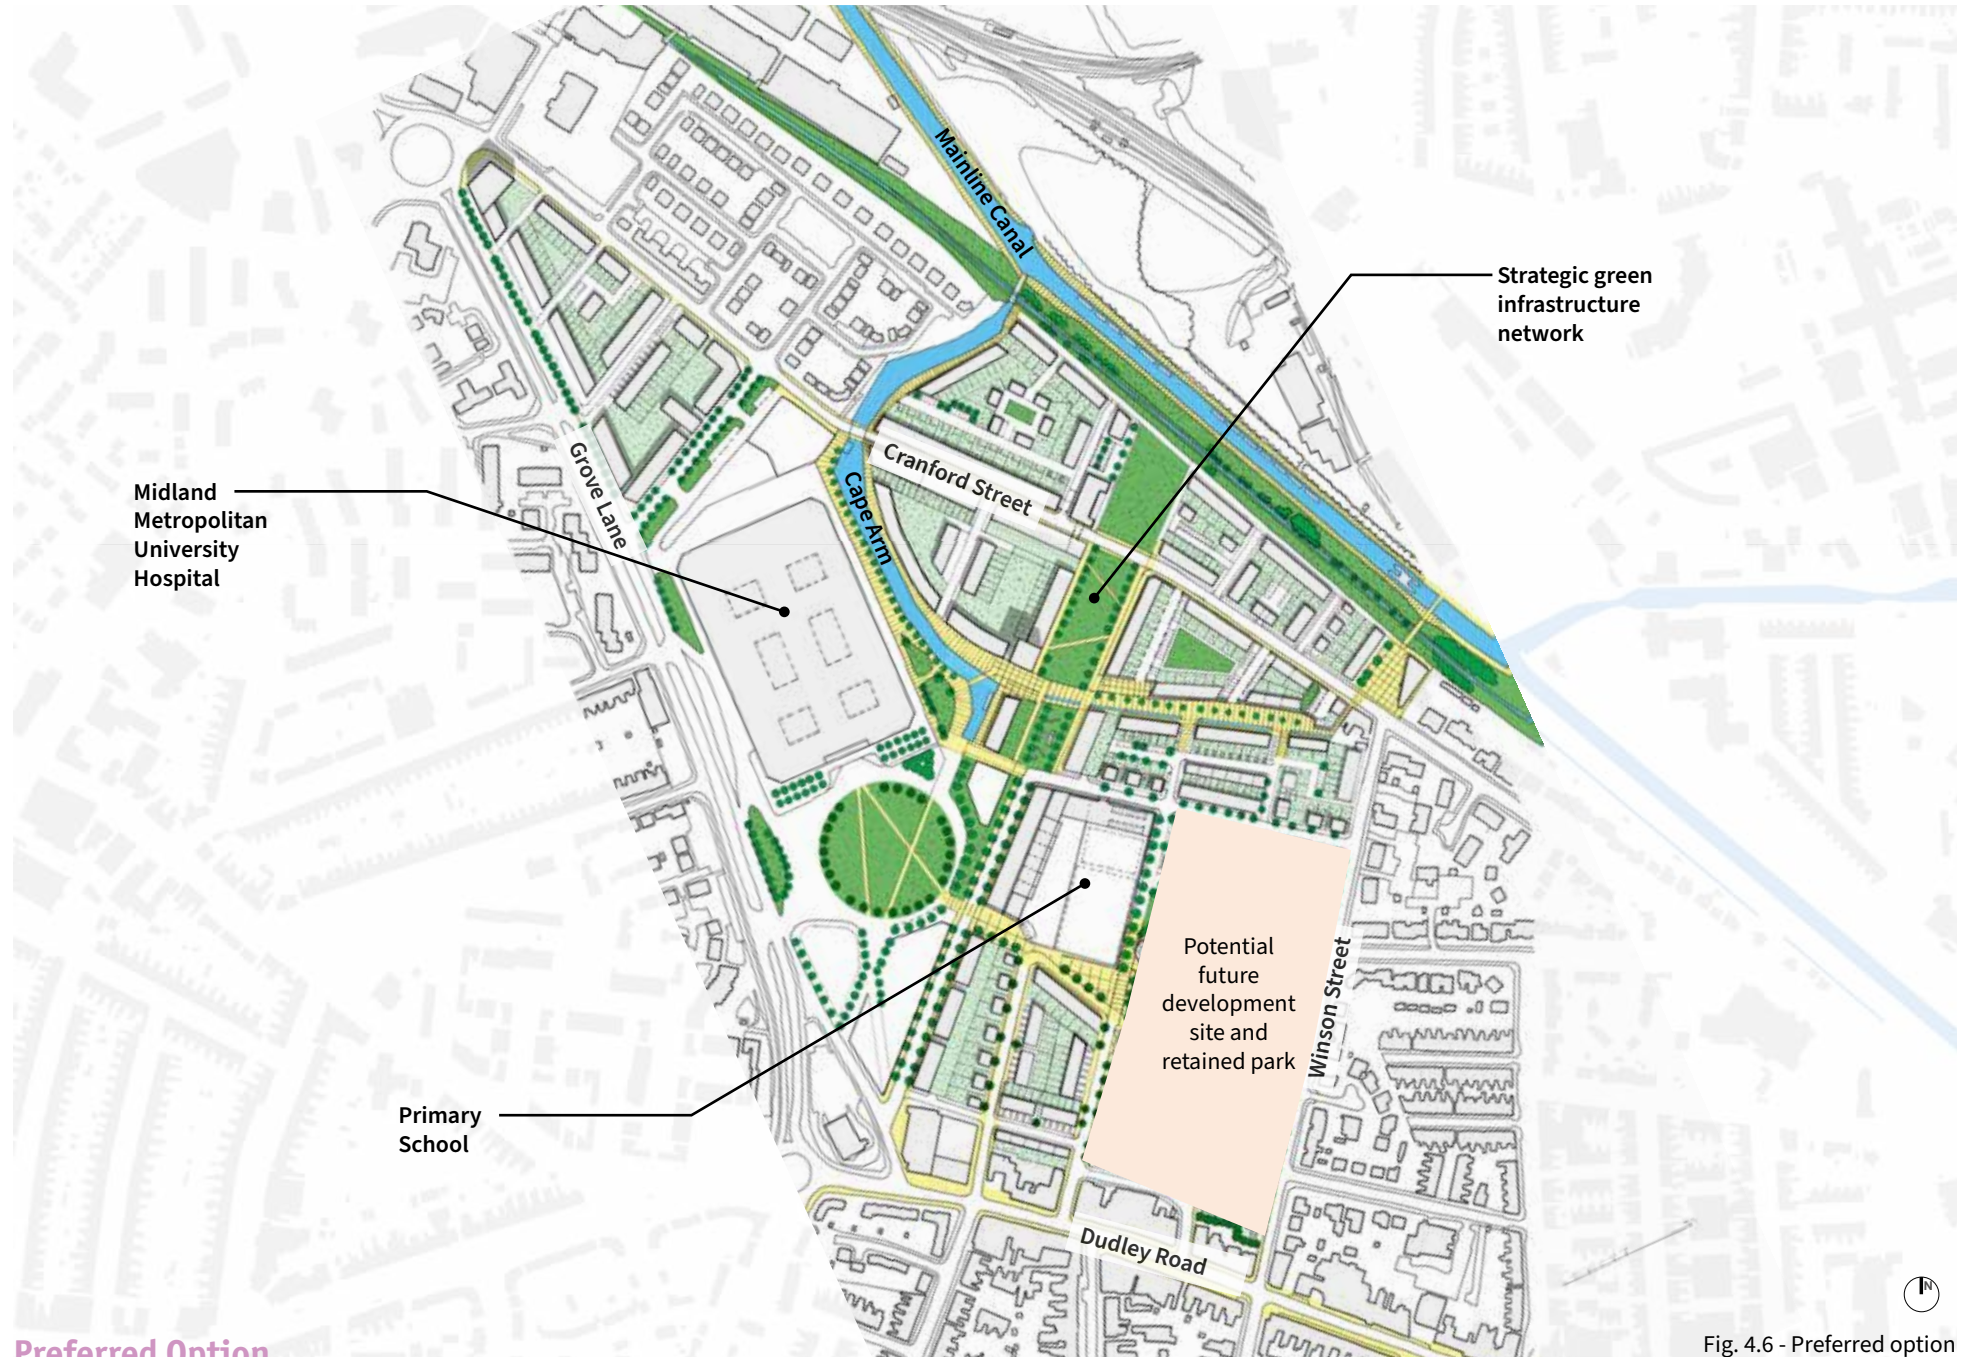 Mainline Canal
Strategic green
infrastructure
network
Cranford Street
Grove Lane
Cape Arm
Midland
Metropolitan
University
Hospital
Potential
future
development
site and
retained park
Winson Street
Primary
School
Dudley Road
N
Preferred Option
Fig. 4.6 - Preferred option